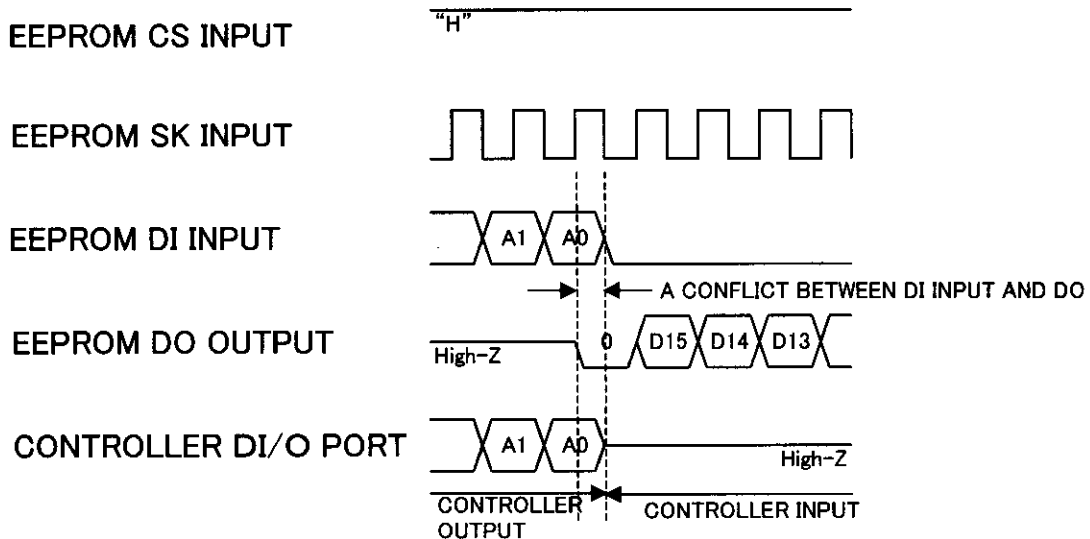 EEPROM CS INPUT
“H”
EEPROM SK INPUT
EEPROM DI INPUT
A1
A0
A CONFLICT BETWEEN DI INPUT AND DO
EEPROM DO OUTPUT
High-Z
0
D15
D14
D13
CONTROLLER DI/O PORT
A1
A0
High-Z
CONTROLLER
OUTPUT
CONTROLLER INPUT